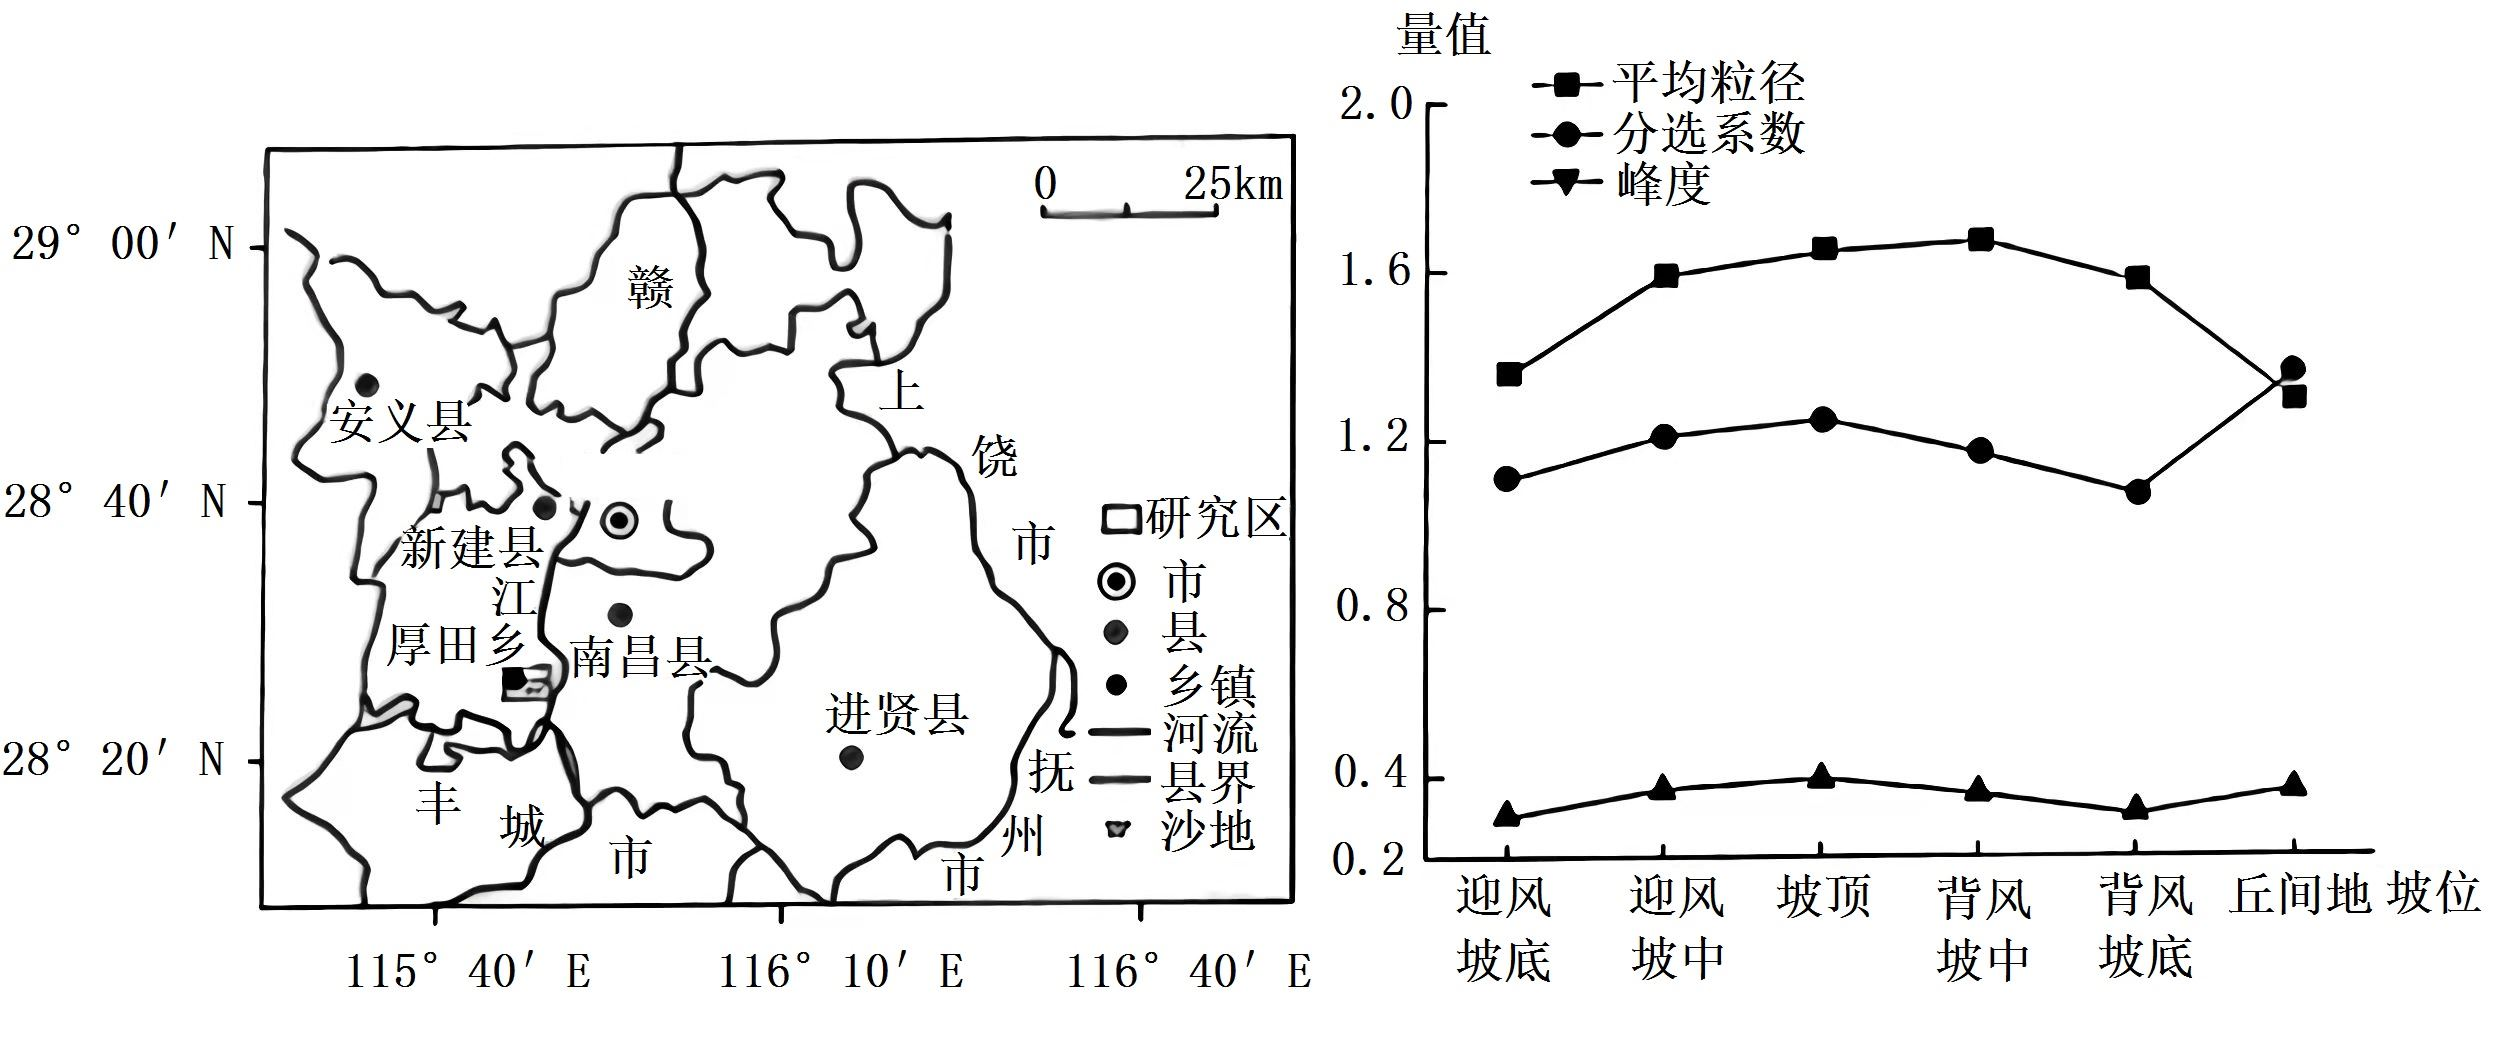 0 25km
29° 00′ N
赣
上
饶
市
安义县
28° 40′ N
新建县
江
厚田乡
南昌县
进贤县
28° 20′ N
丰
城
市
抚
州
市
研究区
市
县
乡镇
河流
县界
沙地
115° 40′ E 116° 10′ E 116° 40′ E
量值
平均粒径
分选系数
峰度
2.0
1.6
1.2
0.8
0.4
0.2
迎风坡底
迎风坡中
坡顶
背风坡中
背风坡底
丘间地
坡位